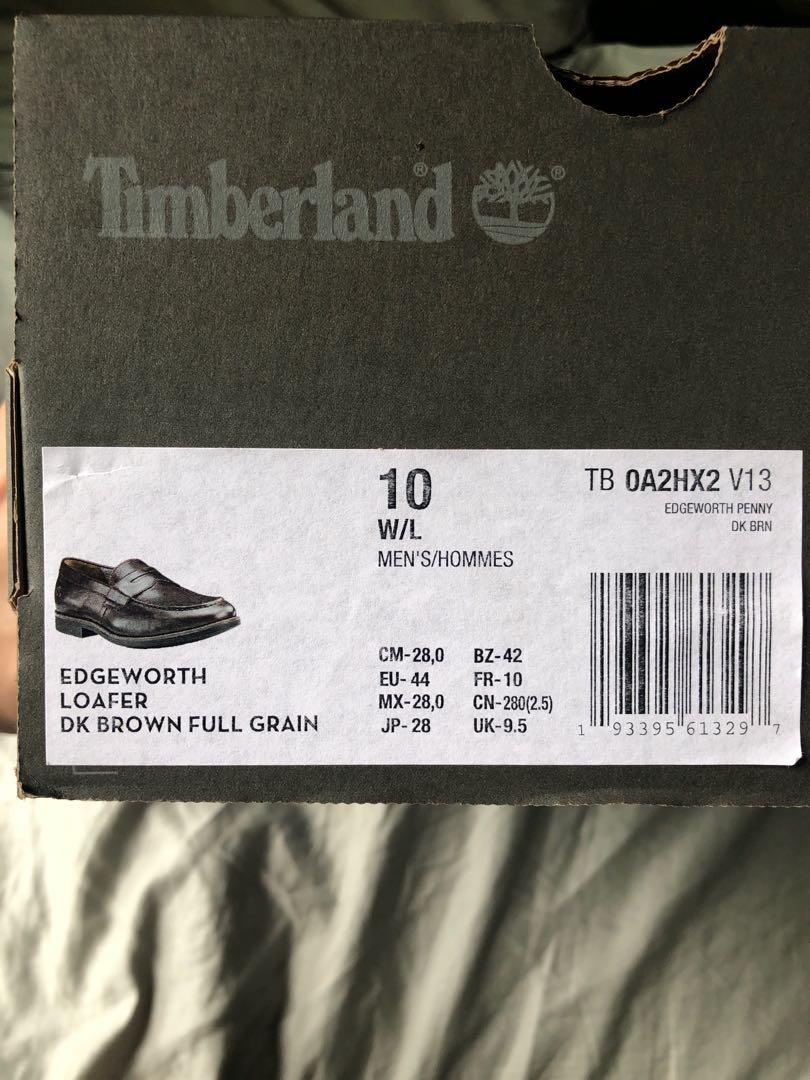 Timberland® ®
10
W/L
MEN'S/HOMMES
TB 0A2HX2 V13
EDGEWORTH PENNY
DK BRN
EDGEWORTH
LOAFER
DK BROWN FULL GRAIN
CM-28,0 BZ-42
EU-44 FR-10
MX-28,0 CN-280(2.5)
JP-28 UK-9.5
1 93395 61329 7